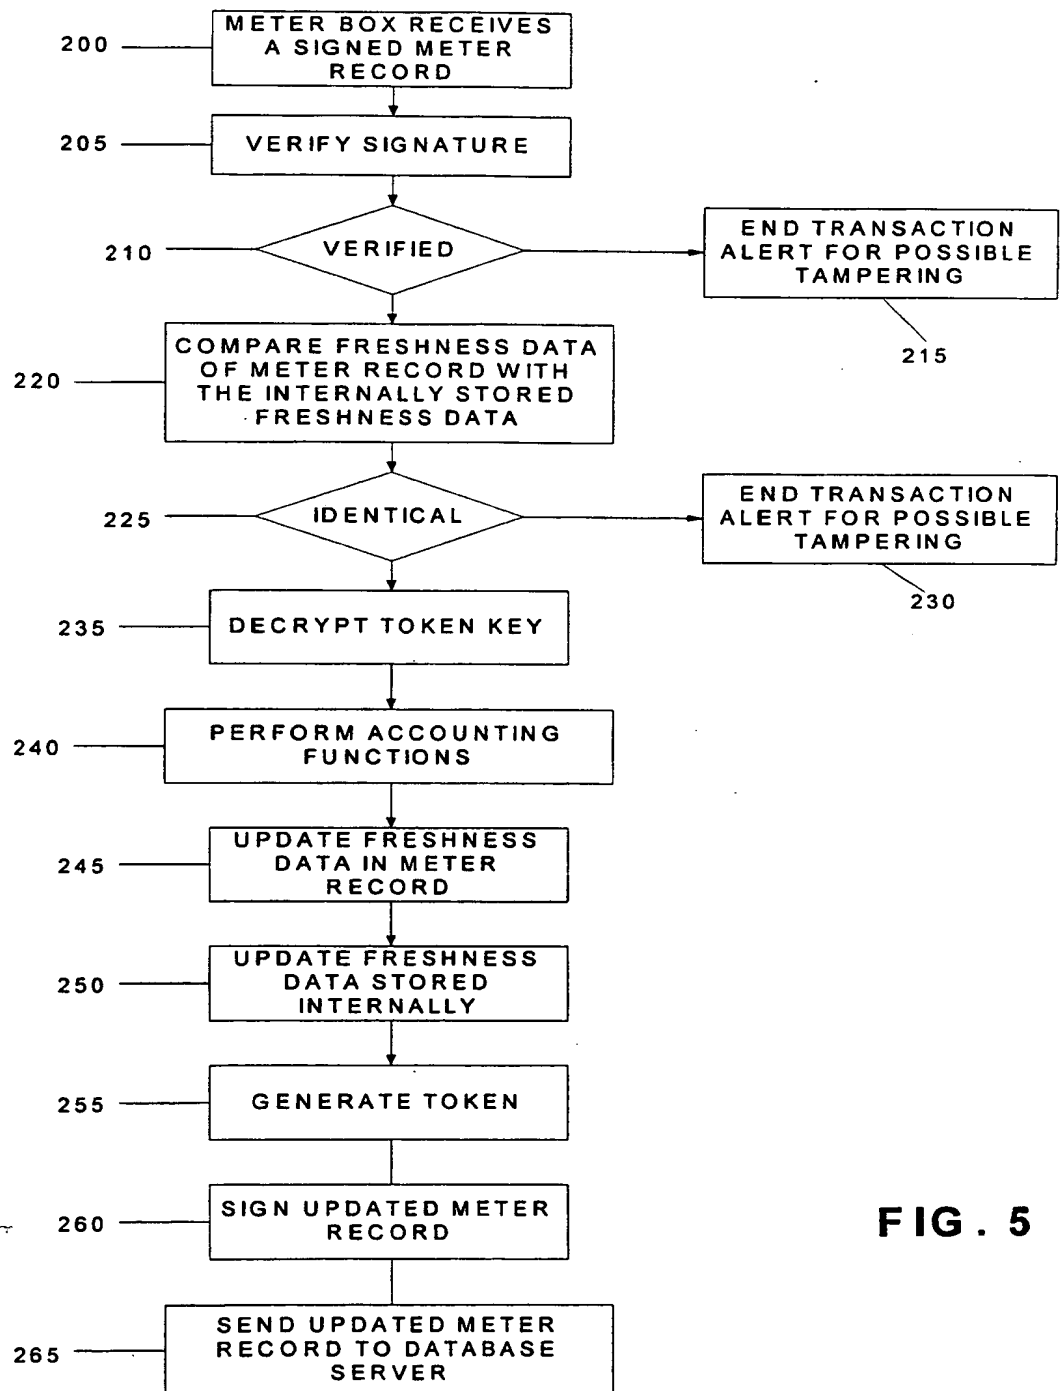 METER BOX RECEIVES
A SIGNED METER
RECORD
200
VERIFY SIGNATURE
205
VERIFIED
210
END TRANSACTION
ALERT FOR POSSIBLE
TAMPERING
215
COMPARE FRESHNESS DATA
OF METER RECORD WITH
THE INTERNALLY STORED
FRESHNESS DATA
220
IDENTICAL
225
END TRANSACTION
ALERT FOR POSSIBLE
TAMPERING
230
DECRYPT TOKEN KEY
235
PERFORM ACCOUNTING
FUNCTIONS
240
UPDATE FRESHNESS
DATA IN METER
RECORD
245
UPDATE FRESHNESS
DATA STORED
INTERNALLY
250
GENERATE TOKEN
255
SIGN UPDATED METER
RECORD
260
FIG. 5
SEND UPDATED METER
RECORD TO DATABASE
SERVER
265